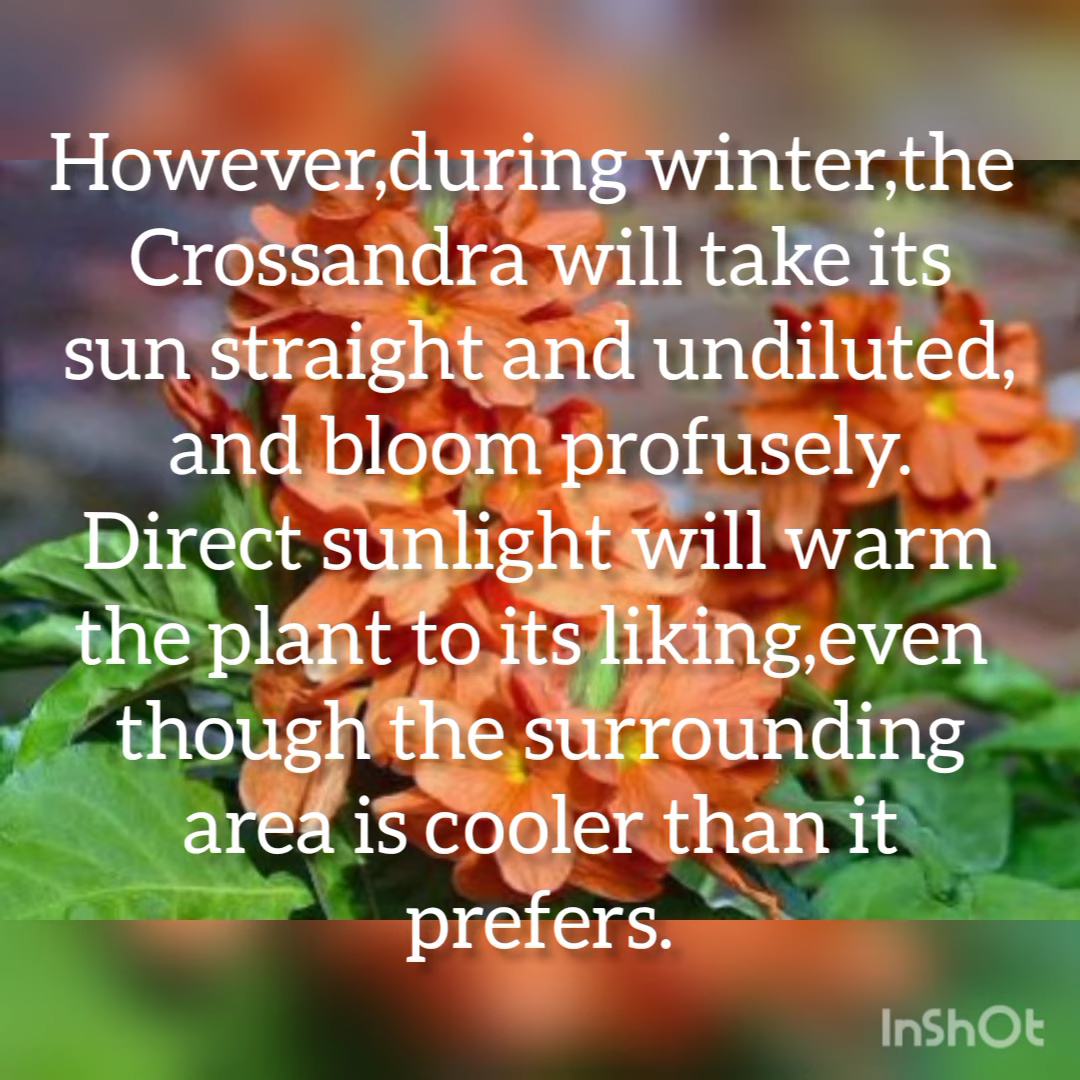 However,during winter,the
Crossandra will take its
sun straight and undiluted,
and bloom profusely.
Direct sunlight will warm
the plant to its liking,even
though the surrounding
area is cooler than it
prefers.
InShOt